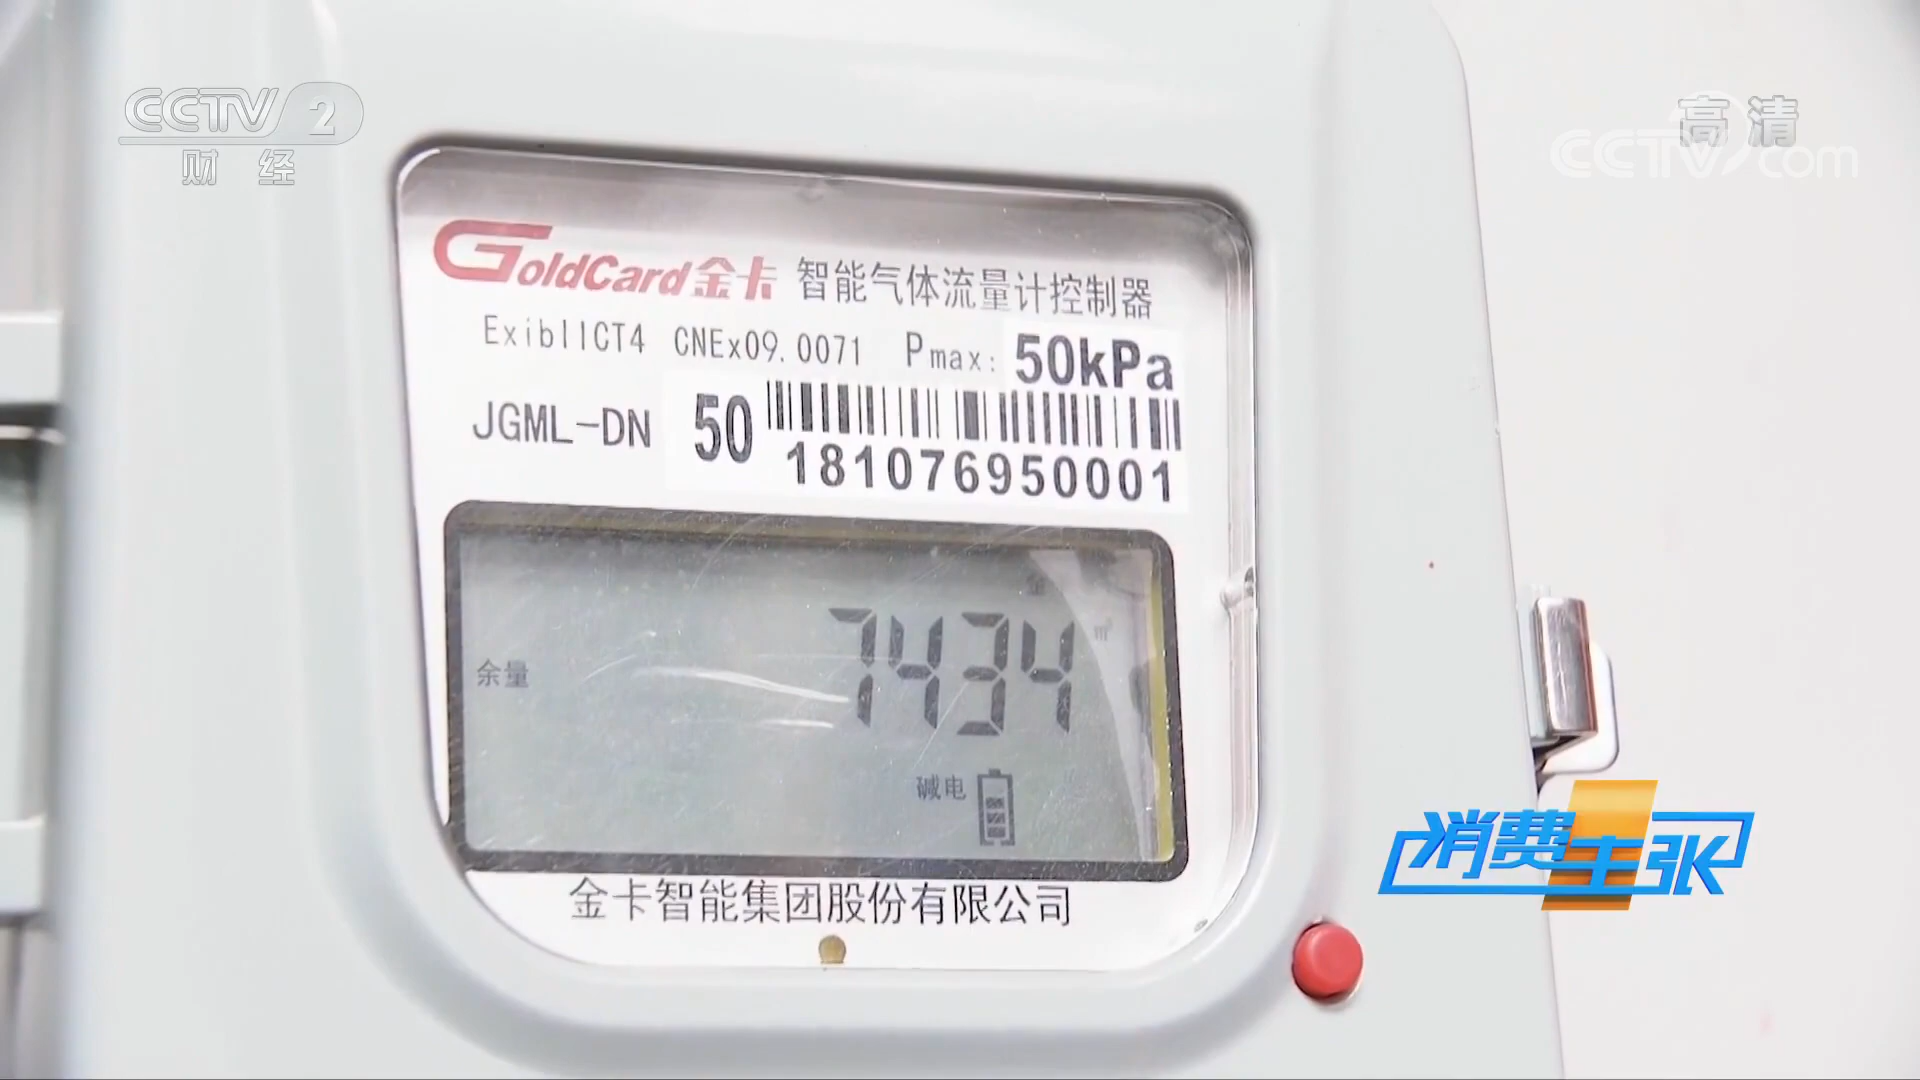 CCTV 2
财经
高清
CCTV.com
GoldCard金卡 智能气体流量计控制器
ExibIICT4 CNEx09.0071 Pmax: 50kPa
JGML-DN 50
181076950001
7434
余量
碱电
金卡智能集团股份有限公司
消费主张